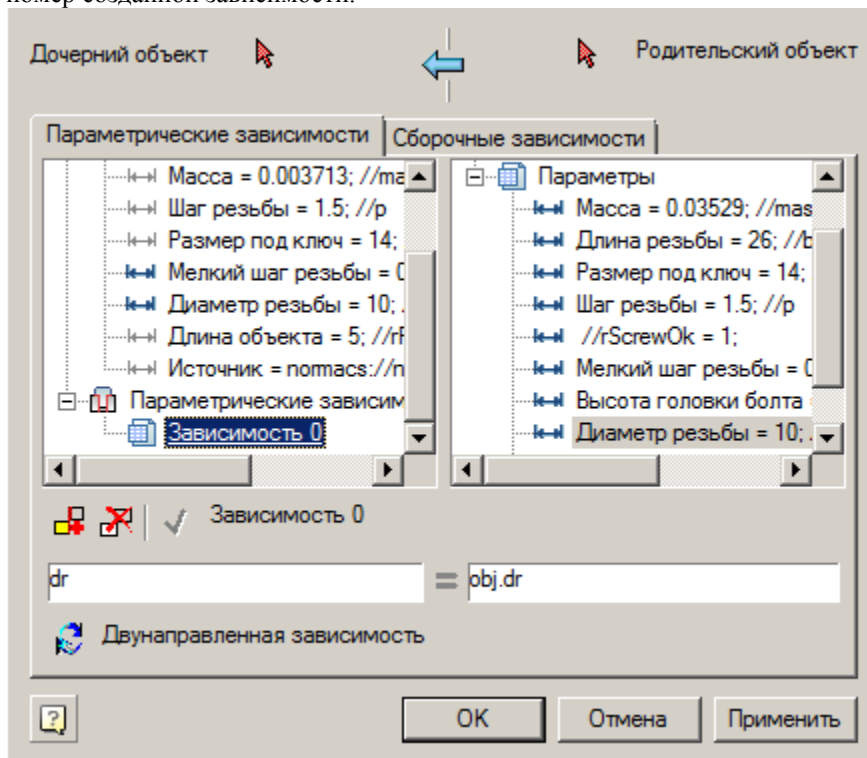 номер созданной зависимости.
Дочерний объект
Родительский объект
Параметрические зависимости
Сборочные зависимости
Масса = 0.003713; //ma
Шаг резьбы = 1.5; //p
Размер под ключ = 14;
Мелкий шаг резьбы = 0
Диаметр резьбы = 10; .
Длина объекта = 5; //rF
Источник = normacs://n
Параметрические зависим
Зависимость 0
Параметры
Масса = 0.03529; //mas
Длина резьбы = 26; //b
Размер под ключ = 14;
Шаг резьбы = 1.5; //p
//rScrewOk = 1;
Мелкий шаг резьбы = 0
Высота головки болта =
Диаметр резьбы = 10; .
Зависимость 0
dr = obj.dr
Двунаправленная зависимость
?
OK
Отмена
Применить